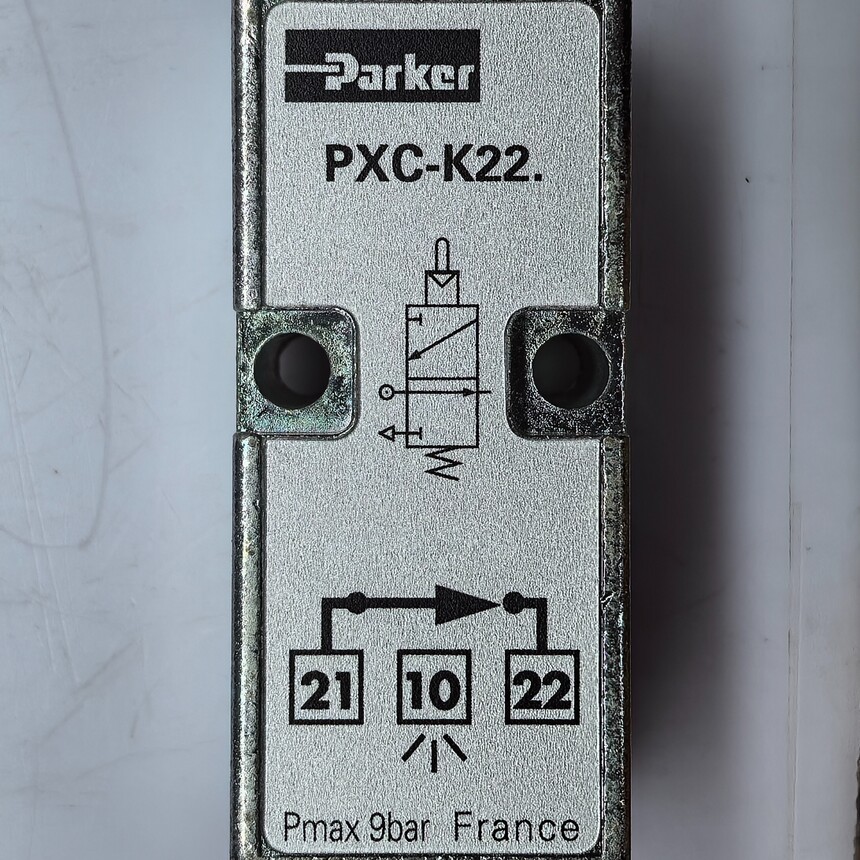 Parker
PXC-K22.
21 10 22
Pmax 9bar France